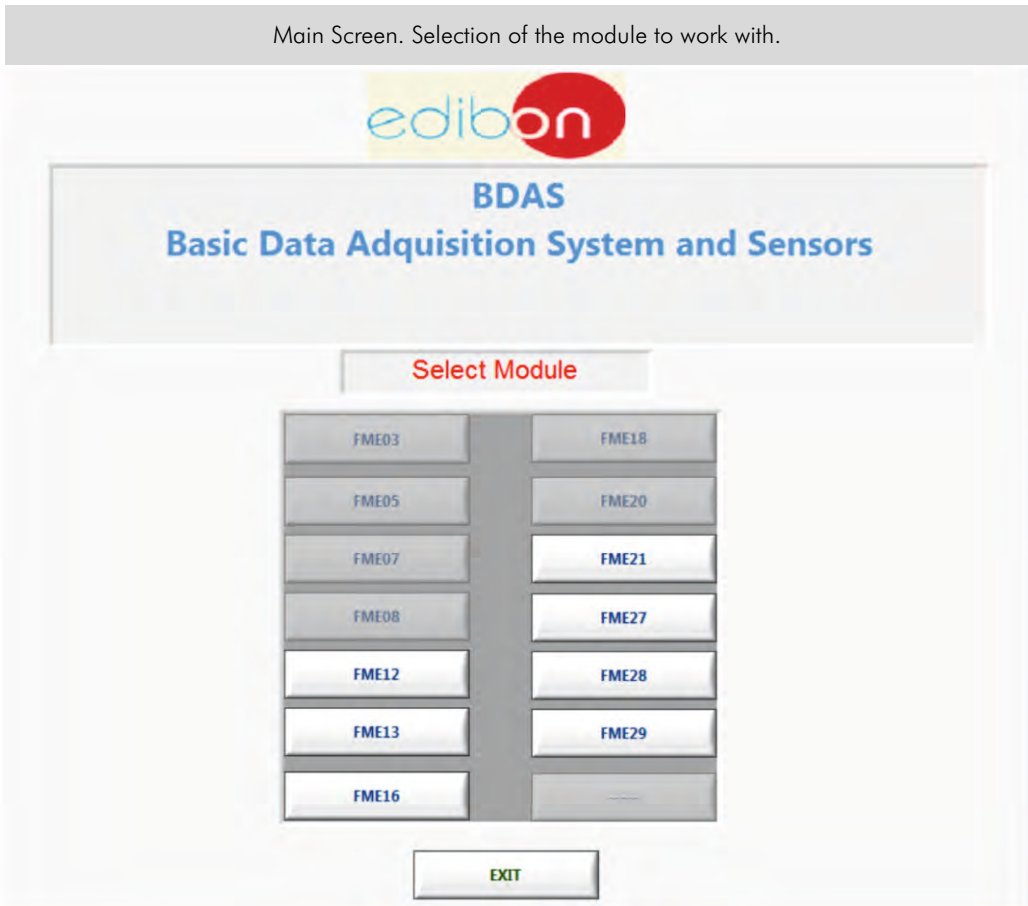 Main Screen. Selection of the module to work with.
edibon
BDAS
Basic Data Adquisition System and Sensors
Select Module
FME03
FME05
FME07
FME08
FME12
FME13
FME16
FME18
FME20
FME21
FME27
FME28
FME29
----
EXIT